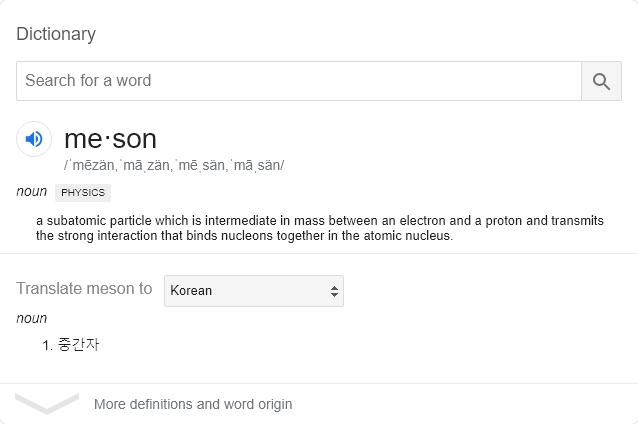 Dictionary
Search for a word
me·son
/ˈmēzän,ˈmāˌzän,ˈmēˌsän,ˈmāˌsän/
noun PHYSICS
a subatomic particle which is intermediate in mass between an electron and a proton and transmits
the strong interaction that binds nucleons together in the atomic nucleus.
Translate meson to Korean
noun
1. 중간자
More definitions and word origin